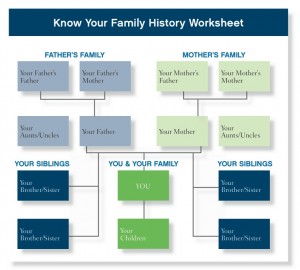 Know Your Family History Worksheet
FATHER'S FAMILY
MOTHER'S FAMILY
Your Father's
Father
Your Father's
Mother
Your Mother's
Father
Your Mother's
Mother
Your
Aunts/Uncles
Your Father
Your Mother
Your
Aunts/Uncles
YOUR SIBLINGS
YOU & YOUR FAMILY
YOUR SIBLINGS
Your
Brother/Sister
YOU
Your
Brother/Sister
Your
Brother/Sister
Your
Children
Your
Brother/Sister